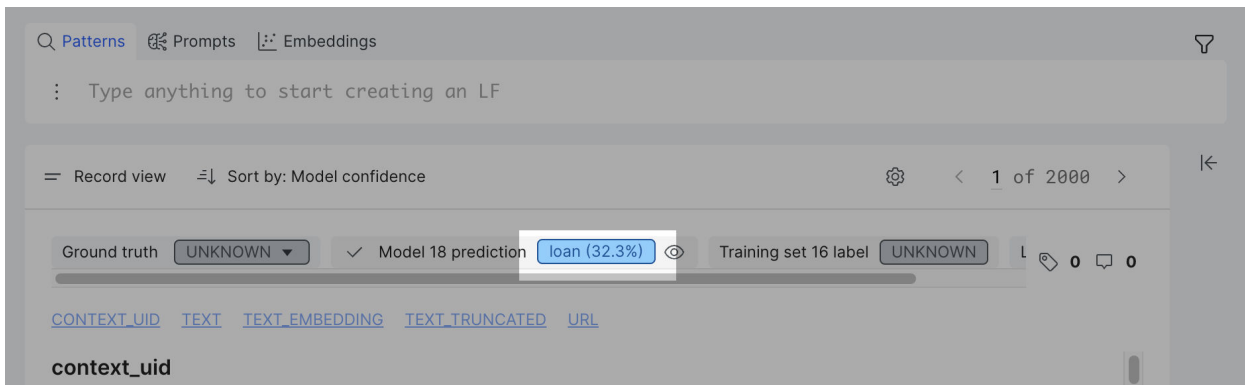 Patterns Prompts Embeddings
Type anything to start creating an LF
Record view Sort by: Model confidence 1 of 2000
Ground truth UNKNOWN Model 18 prediction loan (32.3%) Training set 16 label UNKNOWN 0 0
CONTEXT_UID TEXT TEXT_EMBEDDING TEXT_TRUNCATED URL
context_uid